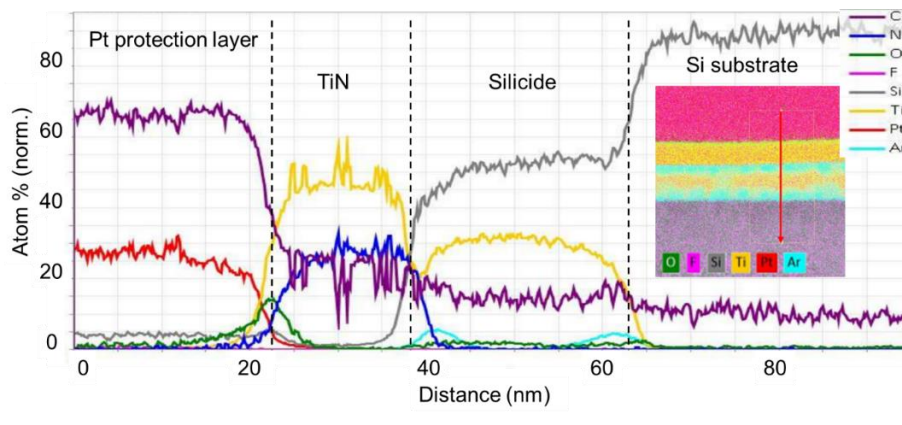 Pt protection layer
TiN
Silicide
Si substrate
C
N
O
F
Si
Ti
Pt
Ar
80
60
40
20
0
Atom % (norm.)
O F Si Ti Pt Ar
0 20 40 60 80
Distance (nm)